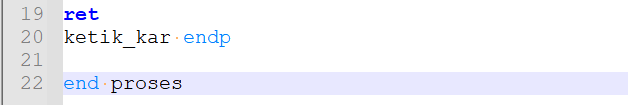 19 ret
20 ketik_kar endp
21
22 end proses